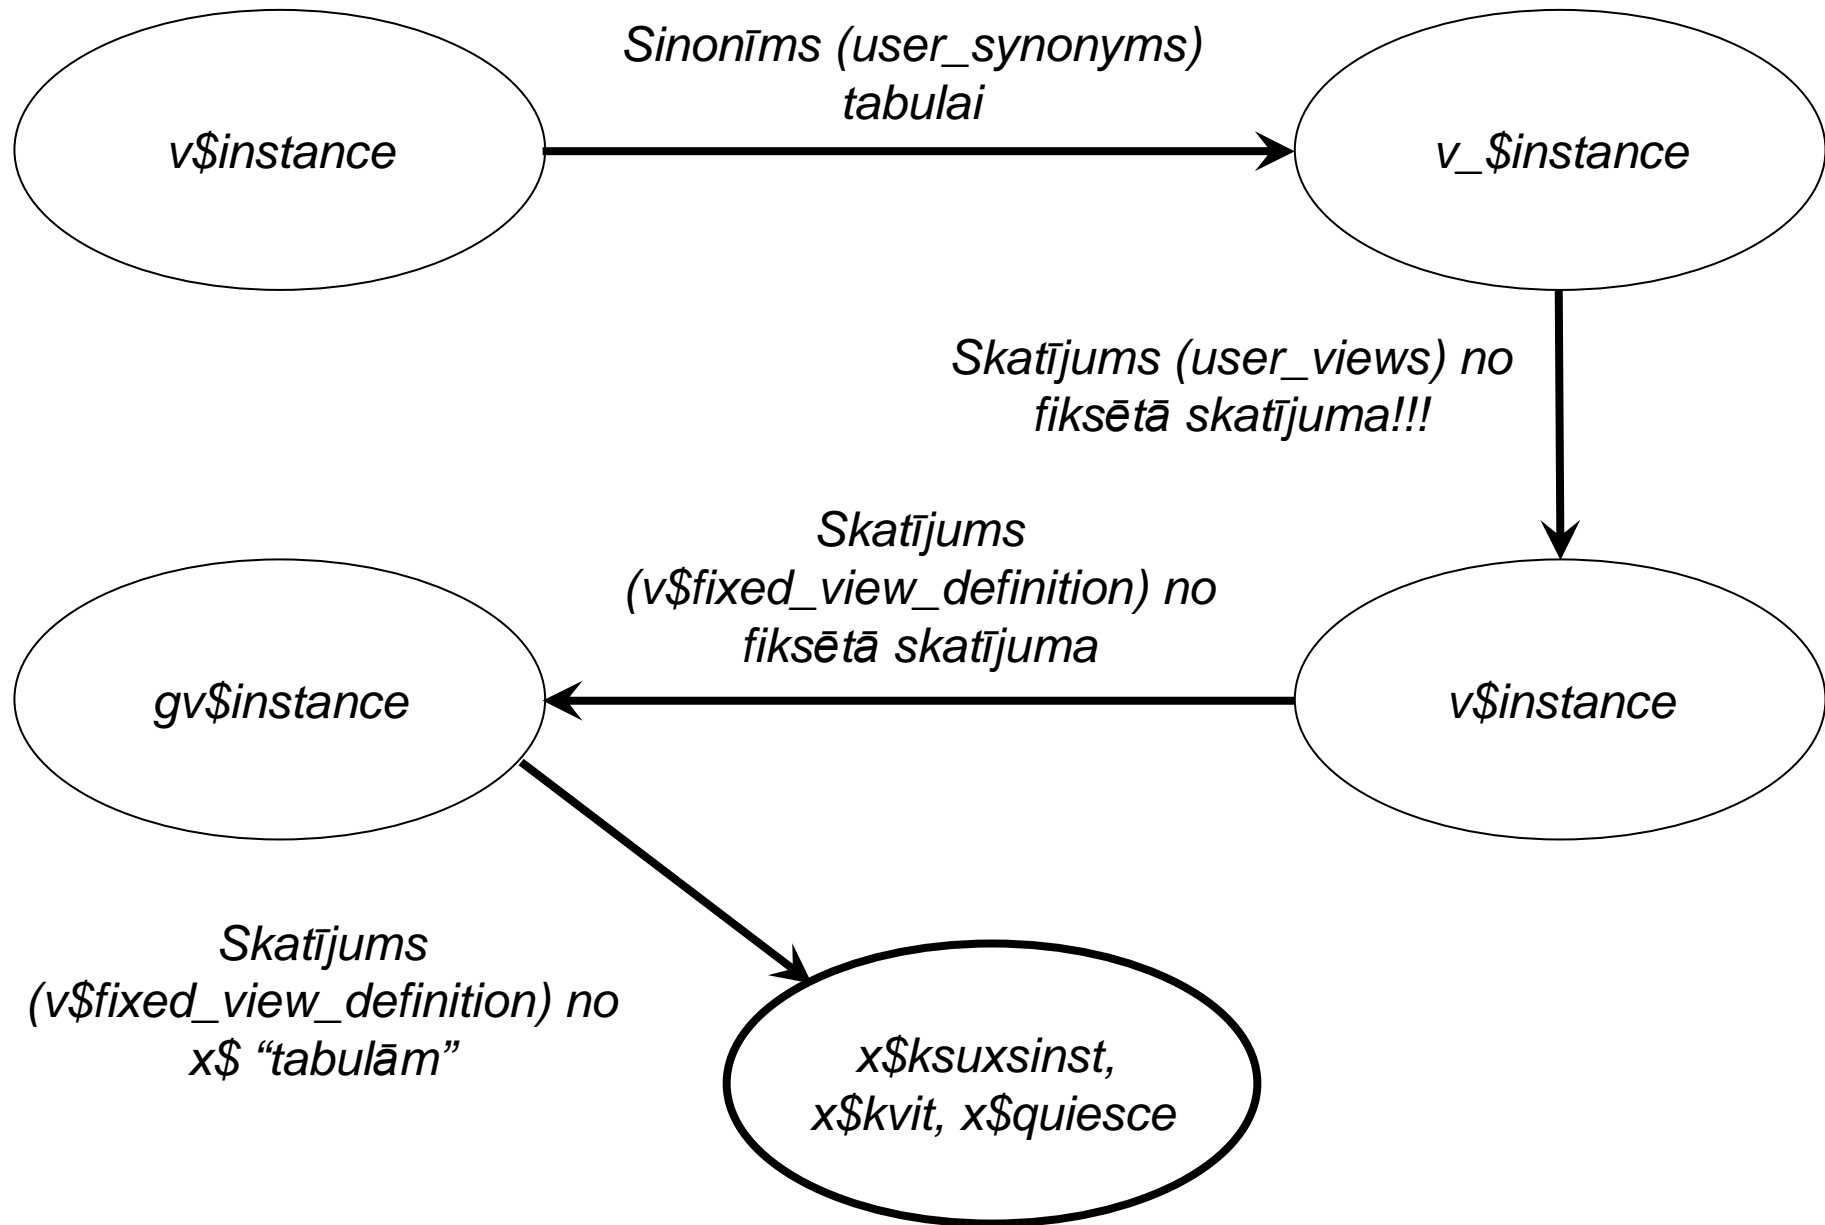 Sinonīms (user_synonyms)
tabulai
v$instance
v_$instance
Skatījums (user_views) no
fiksētā skatījuma!!!
Skatījums
(v$fixed_view_definition) no
fiksētā skatījuma
gv$instance
v$instance
Skatījums
(v$fixed_view_definition) no
x$ “tabulām”
x$ksuxsinst,
x$kvit, x$quiesce